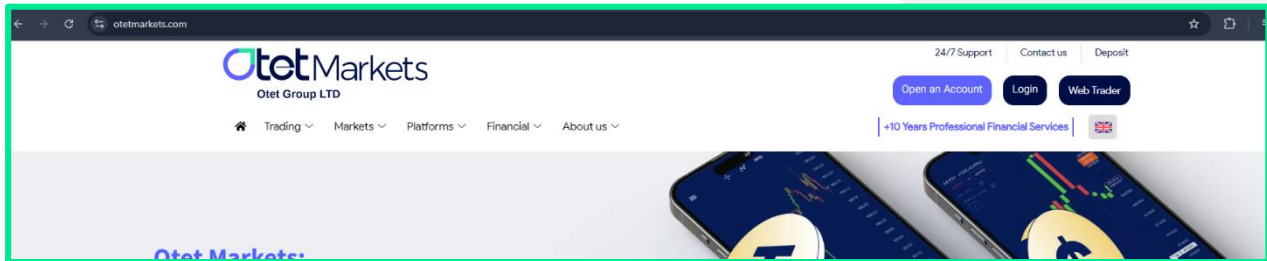 otetmarkets.com
24/7 Support Contact us Deposit
OtetMarkets
Otet Group LTD
Open an Account Login Web Trader
Trading Markets Platforms Financial About us
+10 Years Professional Financial Services
Otet Markets: